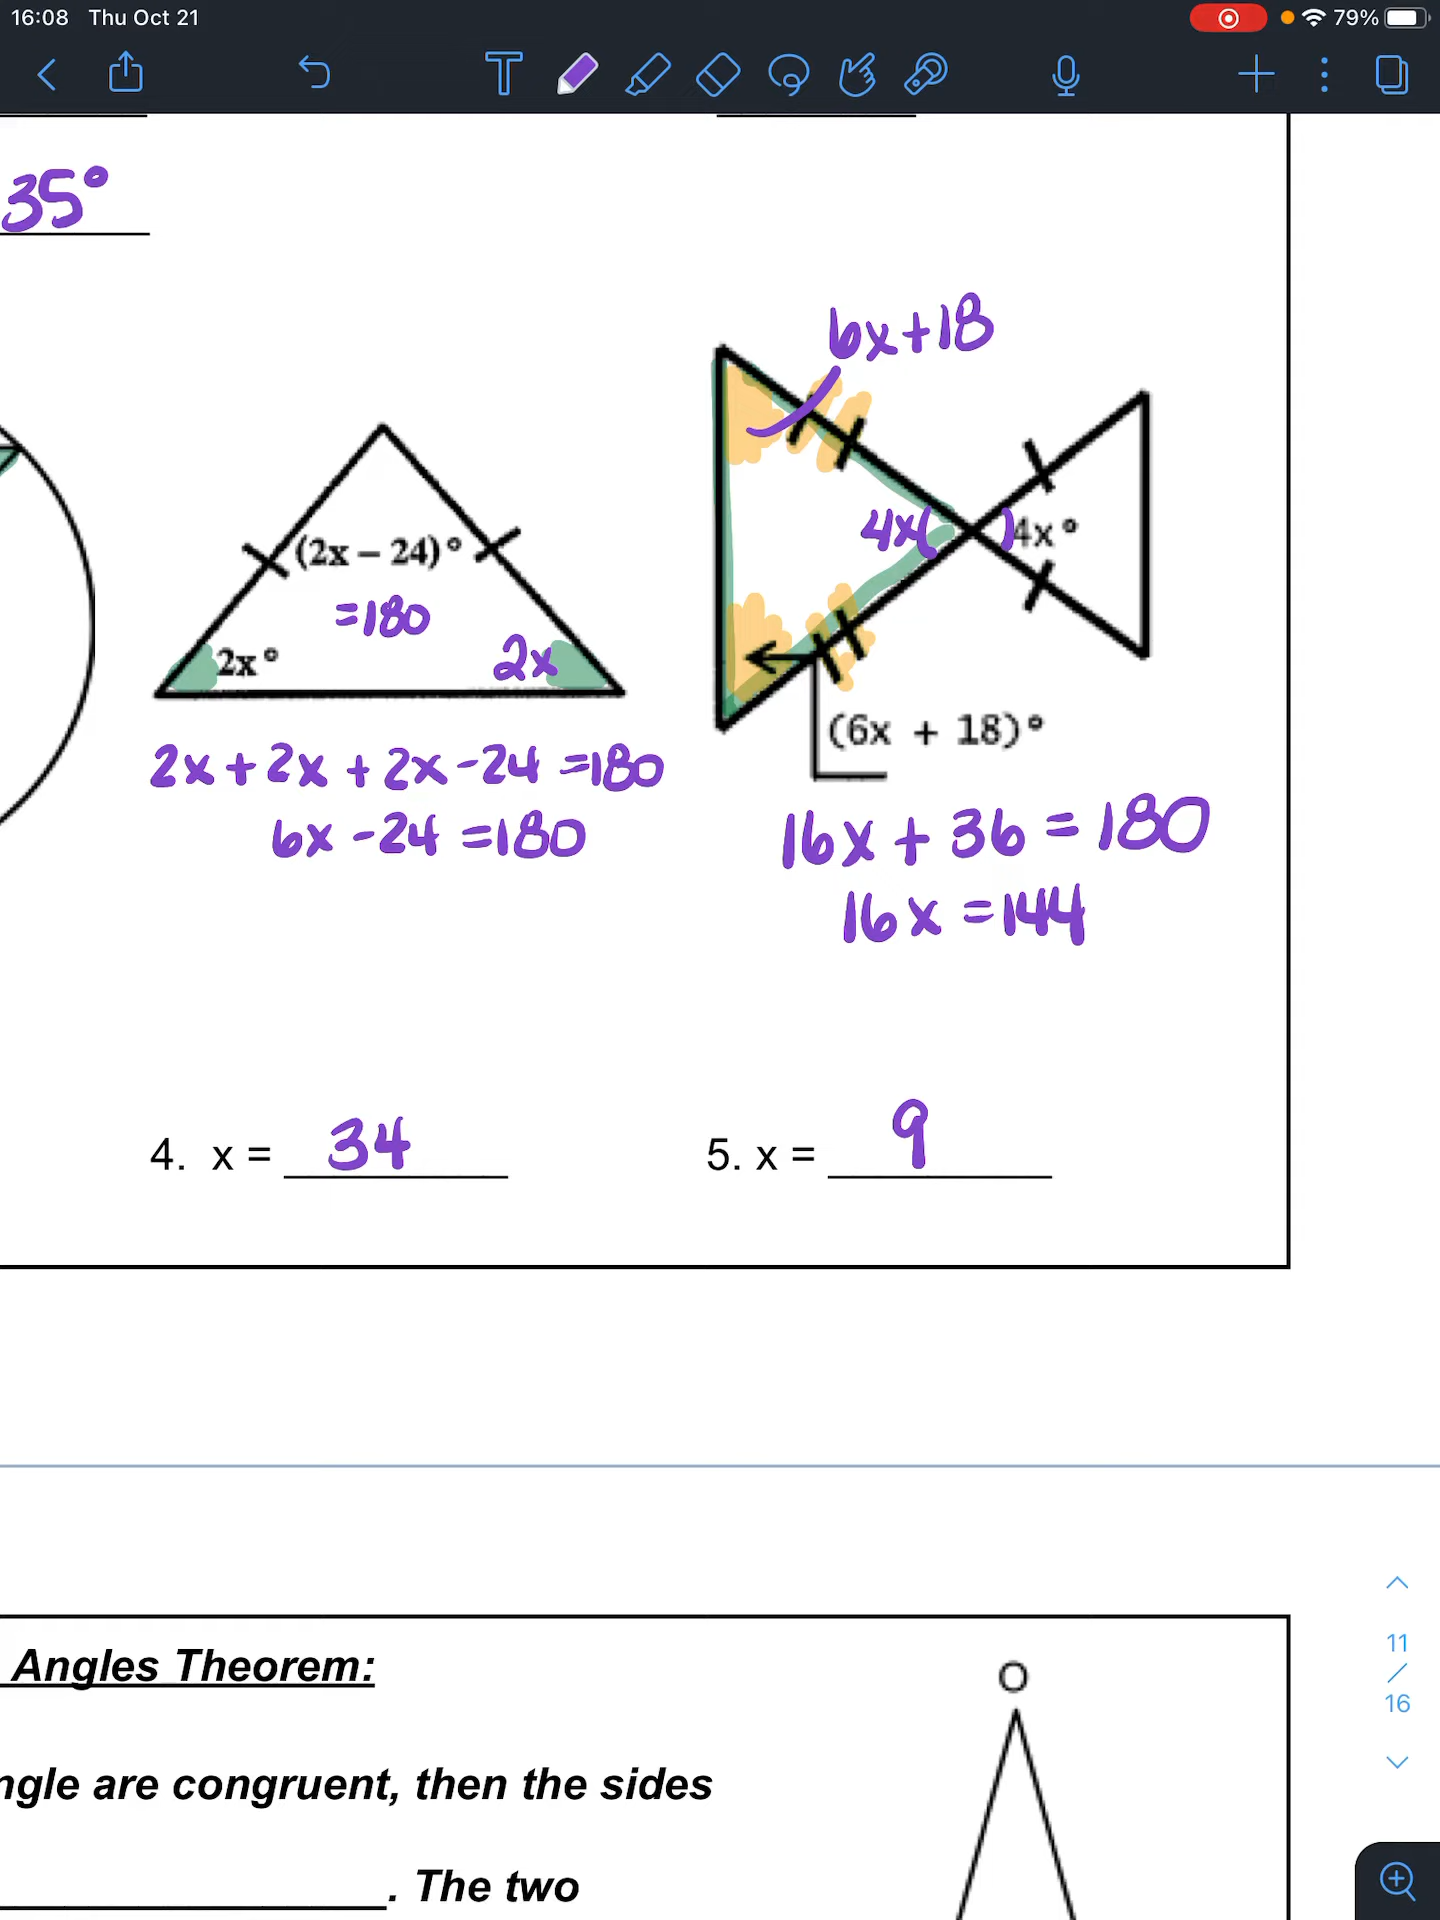 16:08 Thu Oct 21
79%
T
35°
6x+18
(2x – 24)°
=180
2x°
2x
4x
4x°
(6x + 18)°
2x+2x+2x-24=180
6x-24=180
16x+36=180
16x=144
4. x = 34
5. x = 9
11
/
16
Angles Theorem:
O
ngle are congruent, then the sides
. The two